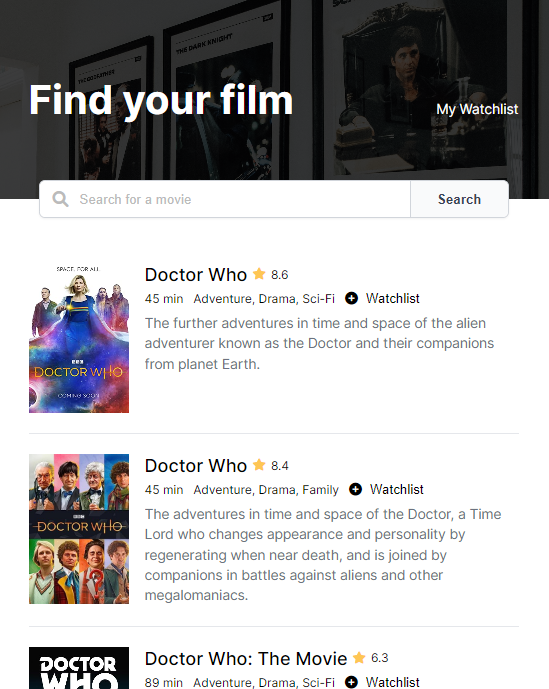 THE GODFATHER
THE DARK KNIGHT
Find your film
My Watchlist
Search for a movie
Search
SPACE. FOR ALL.
BBC
DOCTOR WHO
COMING SOON
Doctor Who 8.6
45 min Adventure, Drama, Sci-Fi Watchlist
The further adventures in time and space of the alien
adventurer known as the Doctor and their companions
from planet Earth.
BBC
DOCTOR WHO
Doctor Who 8.4
45 min Adventure, Drama, Family Watchlist
The adventures in time and space of the Doctor, a Time
Lord who changes appearance and personality by
regenerating when near death, and is joined by
companions in battles against aliens and other
megalomaniacs.
DOCTOR
WHO
Doctor Who: The Movie 6.3
89 min Adventure, Drama, Sci-Fi Watchlist